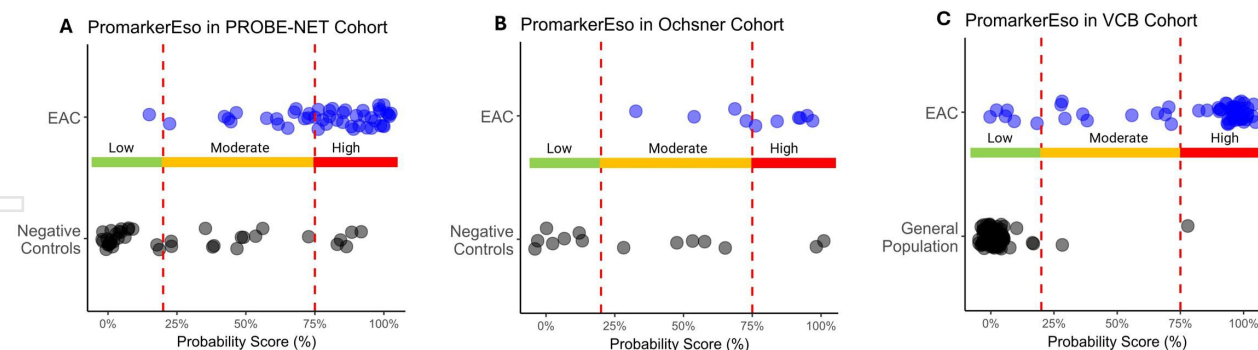 A PromarkerEso in PROBE-NET Cohort
EAC
Low Moderate High
Negative
Controls
0% 25% 50% 75% 100%
Probability Score (%)
B PromarkerEso in Ochsner Cohort
EAC
Low Moderate High
Negative
Controls
0% 25% 50% 75% 100%
Probability Score (%)
C PromarkerEso in VCB Cohort
EAC
Low Moderate High
General
Population
0% 25% 50% 75% 100%
Probability Score (%)